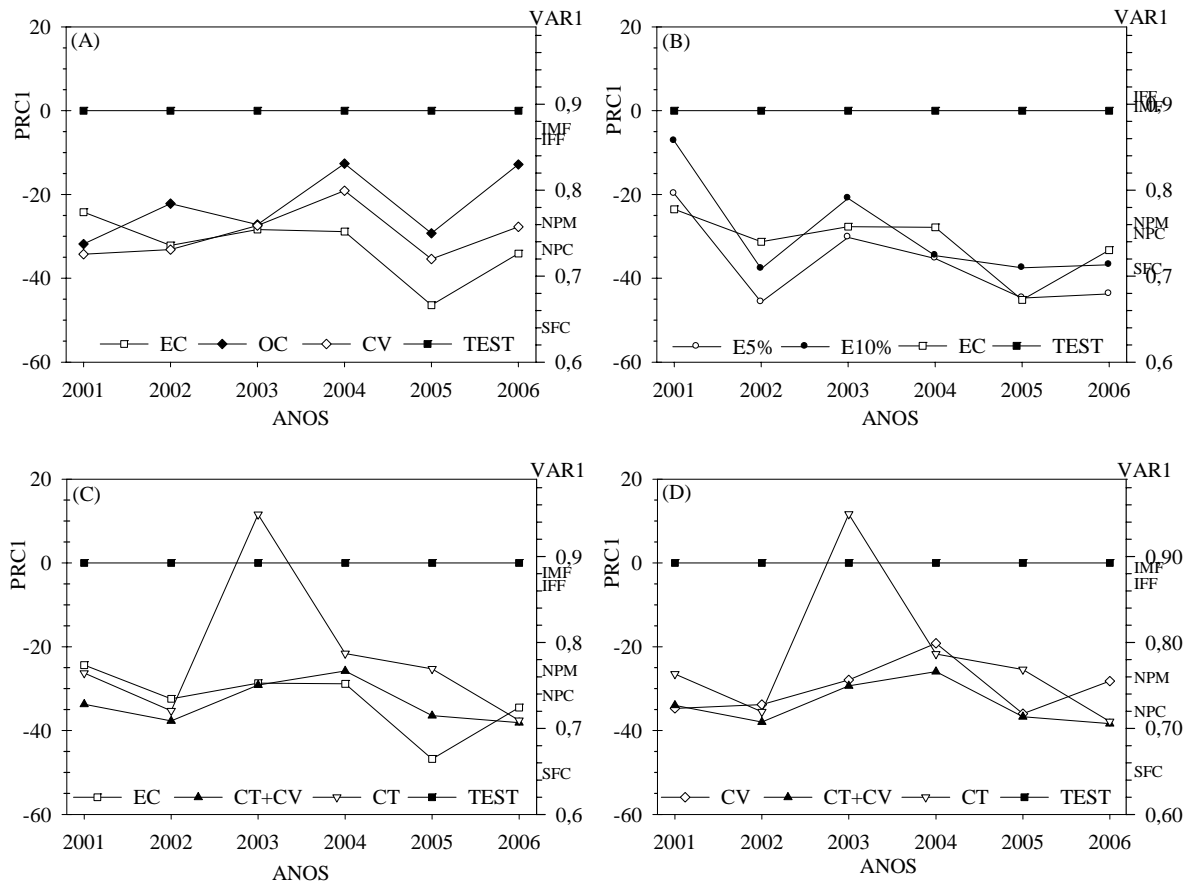 VAR1
(A)
20
0
-20
-40
-60
PRC1
0,9
0,8
0,7
0,6
IMF
IFF
NPM
NPC
SFC
EC OC CV TEST
2001 2002 2003 2004 2005 2006
ANOS
VAR1
(B)
20
0
-20
-40
-60
PRC1
0,9
0,8
0,7
0,6
IFF
IMF
NPM
NPC
SFC
E5% E10% EC TEST
2001 2002 2003 2004 2005 2006
ANOS
VAR1
(C)
20
0
-20
-40
-60
PRC1
0,9
0,8
0,7
0,6
IMF
IFF
NPM
NPC
SFC
EC CT+CV CT TEST
2001 2002 2003 2004 2005 2006
ANOS
VAR1
(D)
20
0
-20
-40
-60
PRC1
0,90
0,80
0,70
0,60
IMF
IFF
NPM
NPC
SFC
CV CT+CV CT TEST
2001 2002 2003 2004 2005 2006
ANOS